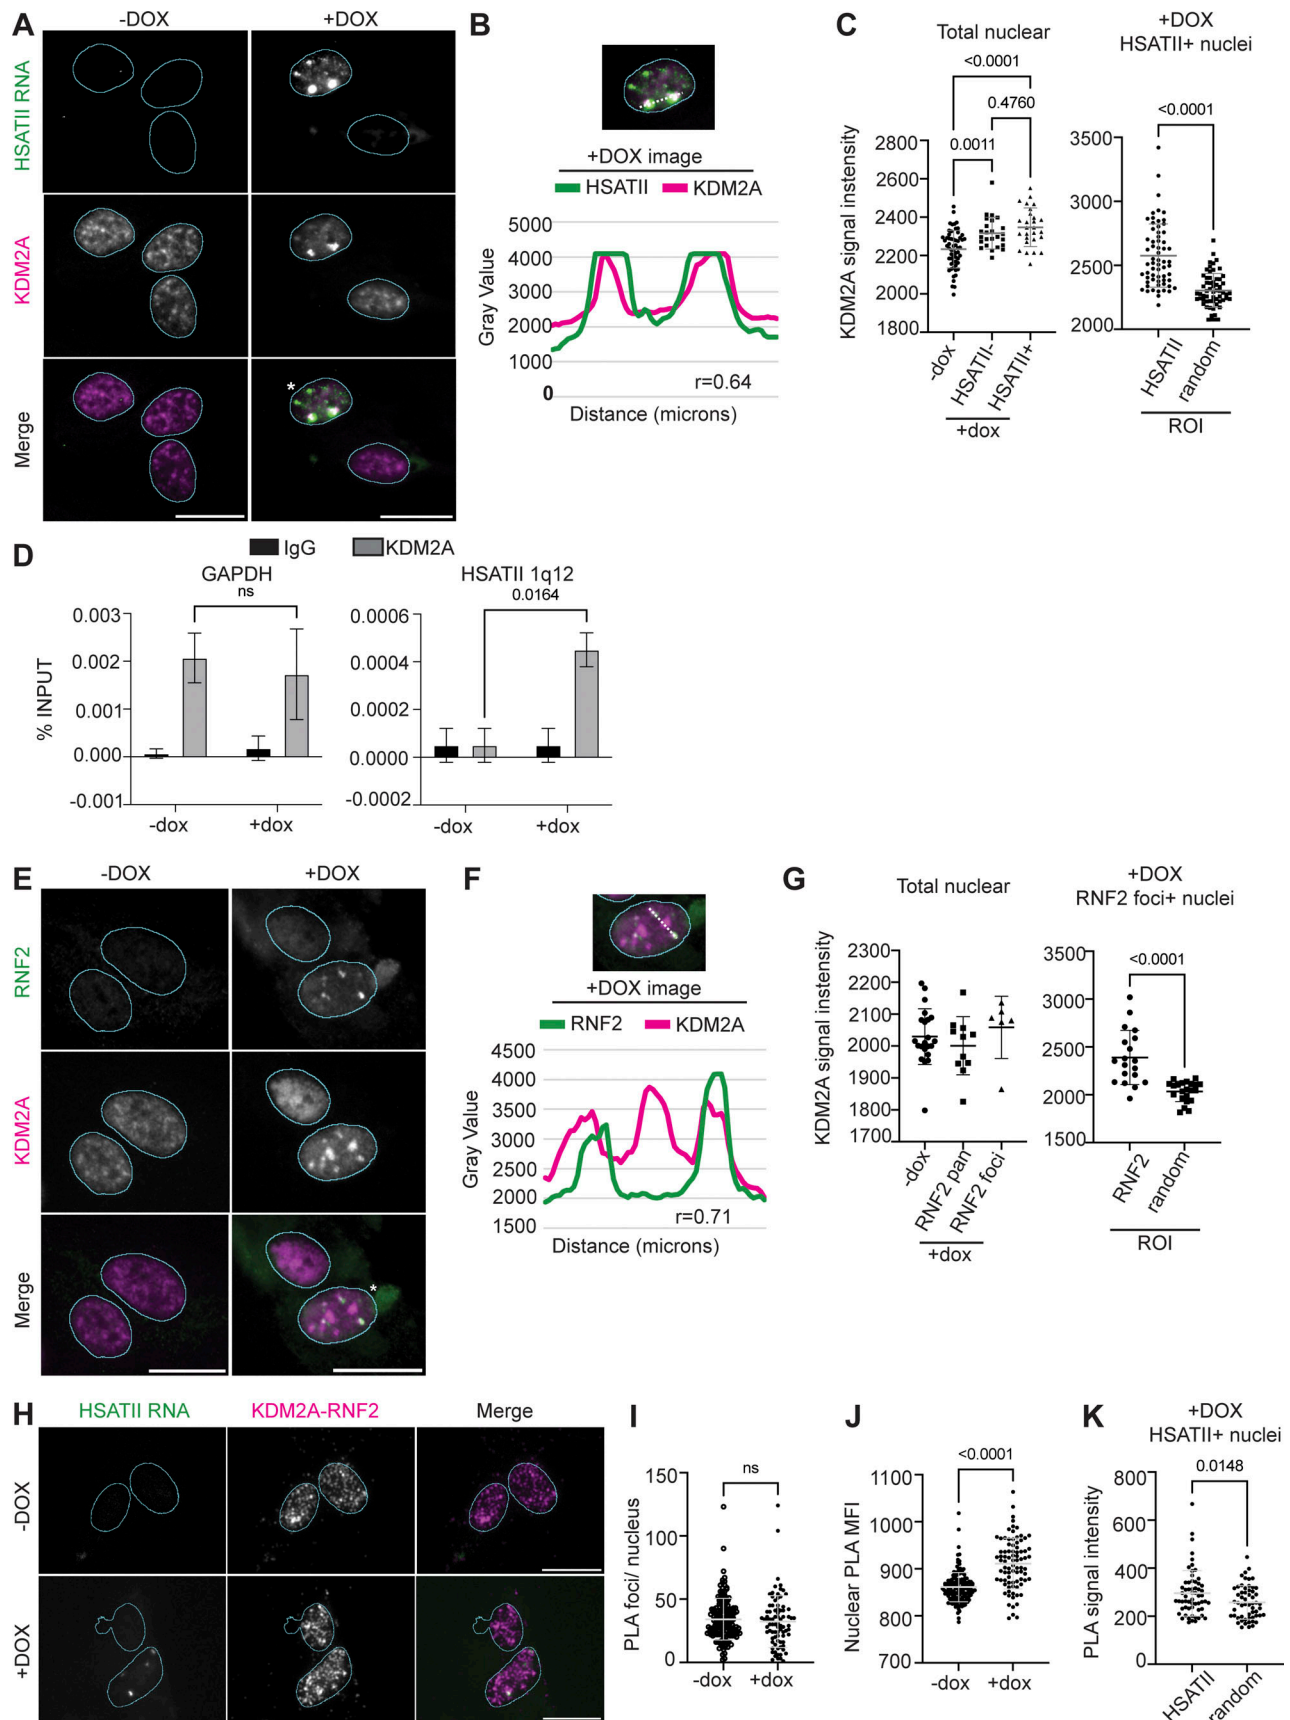 A
-DOX
+DOX
HSATII RNA
KDM2A
Merge
*
B
+DOX image
HSATII KDM2A
Gray Value
5000
4000
3000
2000
1000
0
r=0.64
Distance (microns)
C
Total nuclear
<0.0001
0.4760
0.0011
KDM2A signal instensity
2800
2600
2400
2200
2000
1800
-dox
HSATII-
HSATII+
+dox
+DOX
HSATII+ nuclei
<0.0001
3500
3000
2500
2000
HSATII
random
ROI
D
IgG KDM2A
GAPDH
ns
% INPUT
0.003
0.002
0.001
0.000
-0.001
-dox +dox
HSATII 1q12
0.0164
0.0006
0.0004
0.0002
0.0000
-0.0002
-dox +dox
E
-DOX
+DOX
RNF2
KDM2A
Merge
*
F
+DOX image
RNF2 KDM2A
Gray Value
4500
4000
3500
3000
2500
2000
1500
r=0.71
Distance (microns)
G
Total nuclear
KDM2A signal instensity
2300
2200
2100
2000
1900
1800
1700
-dox
RNF2 pan
RNF2 foci
+dox
+DOX
RNF2 foci+ nuclei
<0.0001
3500
3000
2500
2000
1500
RNF2
random
ROI
H
HSATII RNA
KDM2A-RNF2
Merge
-DOX
+DOX
I
ns
PLA foci/ nucleus
150
100
50
0
-dox +dox
J
<0.0001
Nuclear PLA MFI
1100
1000
900
800
700
-dox +dox
K
+DOX
HSATII+ nuclei
0.0148
PLA signal intensity
800
600
400
200
0
HSATII
random